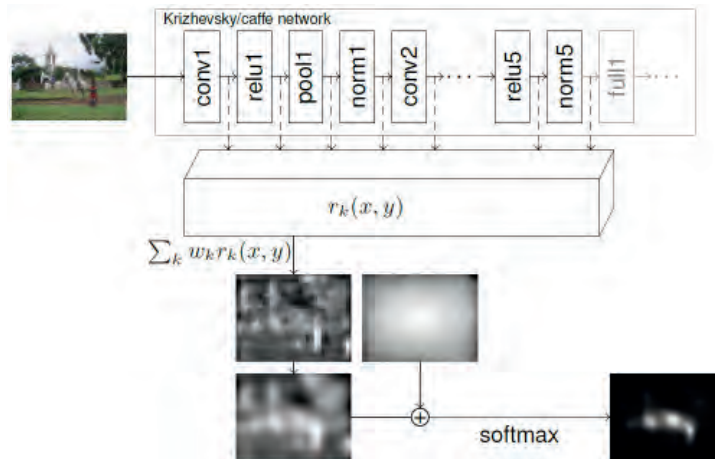 Krizhevsky/caffe network
conv1
relu1
pool1
norm1
conv2
...
relu5
norm5
full1
...
r_k(x, y)
∑_k w_k r_k(x, y)
+
softmax